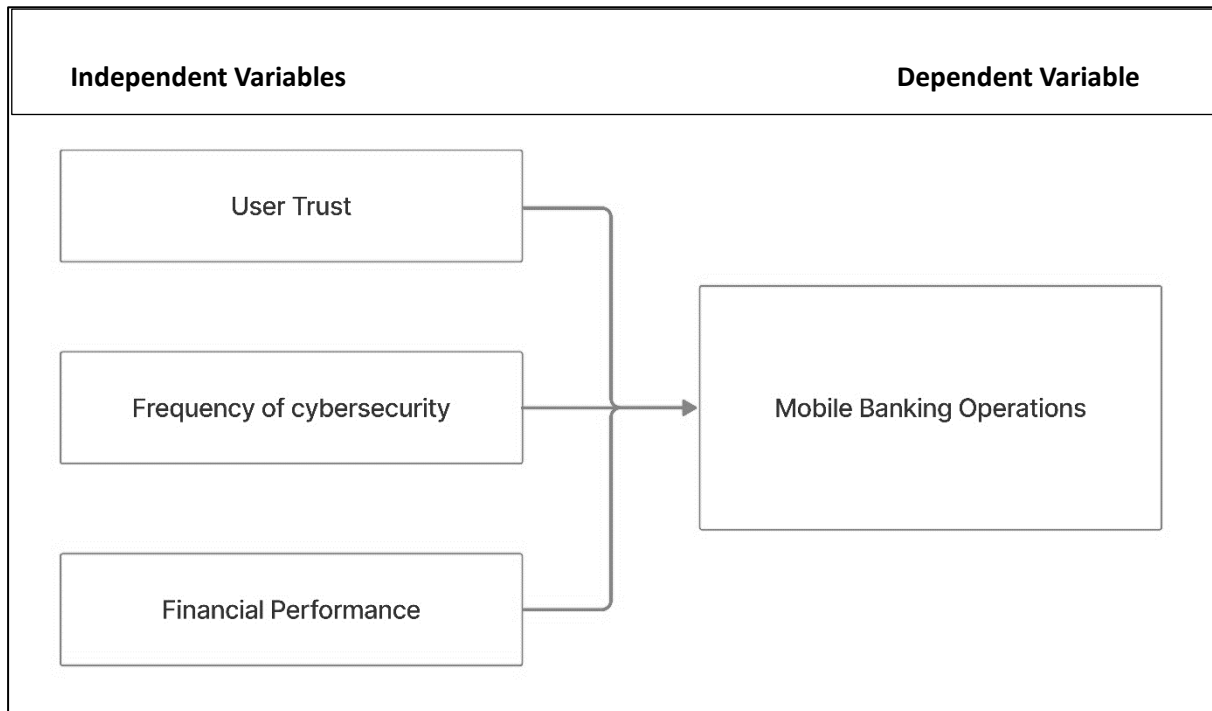 Independent Variables
Dependent Variable
User Trust
Frequency of cybersecurity
Mobile Banking Operations
Financial Performance